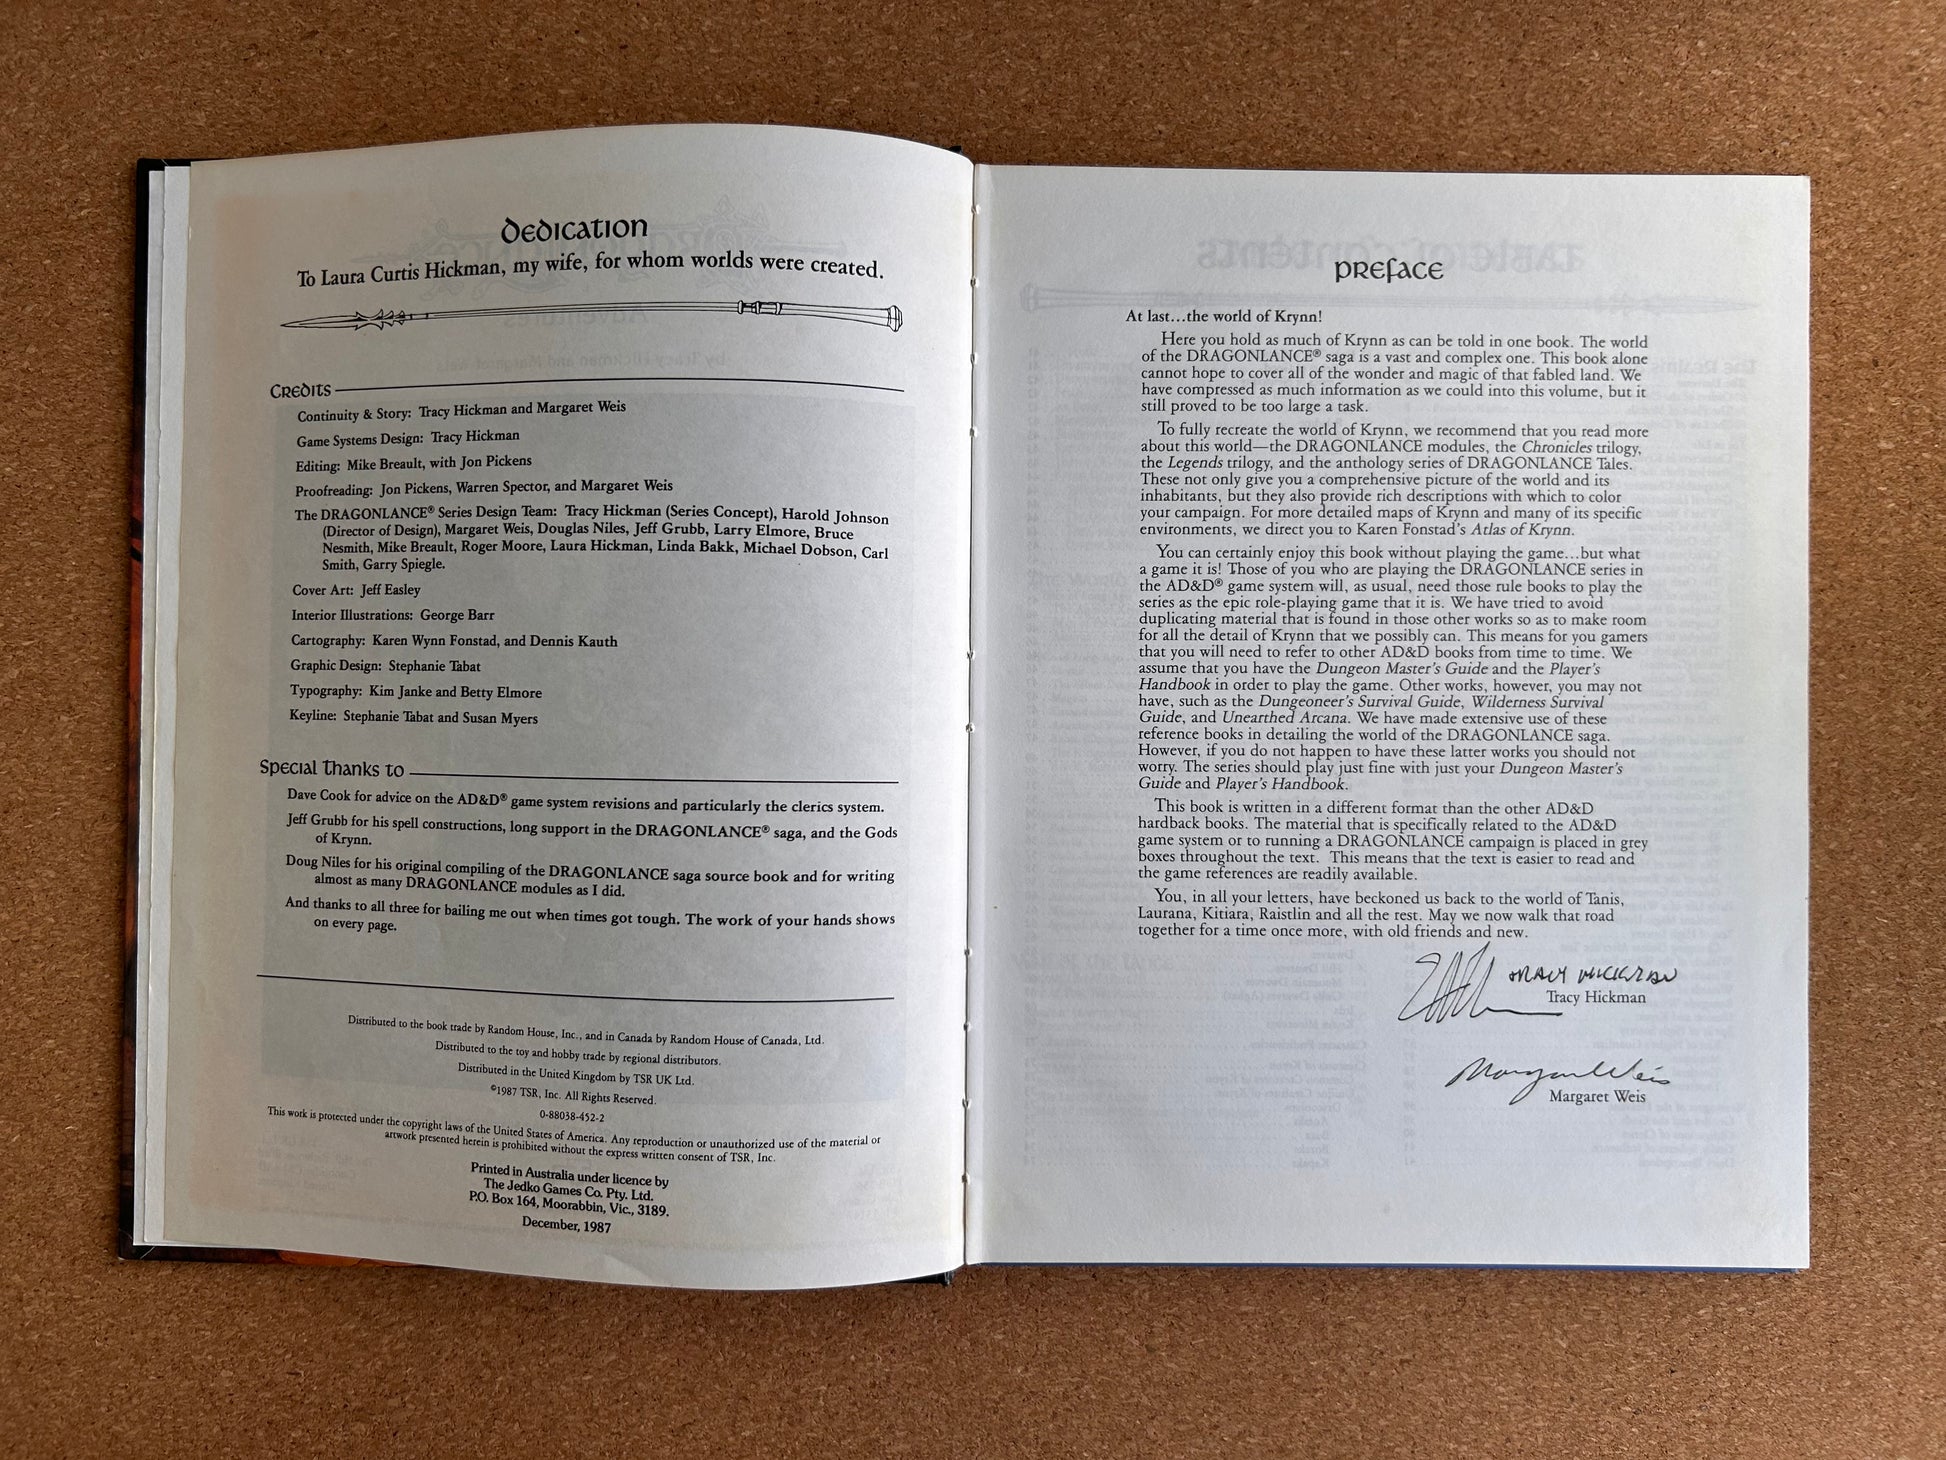 Dedication
To Laura Curtis Hickman, my wife, for whom worlds were created.
Credits
Continuity & Story: Tracy Hickman and Margaret Weis
Game Systems Design: Tracy Hickman
Editing: Mike Breault, with Jon Pickens
Proofreading: Jon Pickens, Warren Spector, and Margaret Weis
The DRAGONLANCE® Series Design Team: Tracy Hickman (Series Concept), Harold Johnson
(Director of Design), Margaret Weis, Douglas Niles, Jeff Grubb, Larry Elmore, Bruce
Nesmith, Mike Breault, Roger Moore, Laura Hickman, Linda Bakk, Michael Dobson, Carl
Smith, Garry Spiegle.
Cover Art: Jeff Easley
Interior Illustrations: George Barr
Cartography: Karen Wynn Fonstad, and Dennis Kauth
Graphic Design: Stephanie Tabat
Typography: Kim Janke and Betty Elmore
Keyline: Stephanie Tabat and Susan Myers
Special Thanks to
Dave Cook for advice on the AD&D® game system revisions and particularly the clerics system.
Jeff Grubb for his spell constructions, long support in the DRAGONLANCE® saga, and the Gods
of Krynn.
Doug Niles for his original compiling of the DRAGONLANCE saga source book and for writing
almost as many DRAGONLANCE modules as I did.
And thanks to all three for bailing me out when times got tough. The work of your hands shows
on every page.
Distributed to the book trade by Random House, Inc., and in Canada by Random House of Canada, Ltd.
Distributed to the toy and hobby trade by regional distributors.
Distributed in the United Kingdom by TSR UK Ltd.
©1987 TSR, Inc. All Rights Reserved.
0-88038-452-2
This work is protected under the copyright laws of the United States of America. Any reproduction or unauthorized use of the material or
artwork presented herein is prohibited without the express written consent of TSR, Inc.
Printed in Australia under licence by
The Jedko Games Co. Pty. Ltd.
P.O. Box 164, Moorabbin, Vic., 3189.
December, 1987
Preface
At last...the world of Krynn!
Here you hold as much of Krynn as can be told in one book. The world
of the DRAGONLANCE® saga is a vast and complex one. This book alone
cannot hope to cover all of the wonder and magic of that fabled land. We
have compressed as much information as we could into this volume, but it
still proved to be too large a task.
To fully recreate the world of Krynn, we recommend that you read more
about this world—the DRAGONLANCE modules, the Chronicles trilogy,
the Legends trilogy, and the anthology series of DRAGONLANCE Tales.
These not only give you a comprehensive picture of the world and its
inhabitants, but they also provide rich descriptions with which to color
your campaign. For more detailed maps of Krynn and many of its specific
environments, we direct you to Karen Fonstad's Atlas of Krynn.
You can certainly enjoy this book without playing the game...but what
a game it is! Those of you who are playing the DRAGONLANCE series in
the AD&D® game system will, as usual, need those rule books to play the
series as the epic role-playing game that it is. We have tried to avoid
duplicating material that is found in those other works so as to make room
for all the detail of Krynn that we possibly can. This means for you gamers
that you will need to refer to other AD&D books from time to time. We
assume that you have the Dungeon Master's Guide and the Player's
Handbook in order to play the game. Other works, however, you may not
have, such as the Dungeoneer's Survival Guide, Wilderness Survival
Guide, and Unearthed Arcana. We have made extensive use of these
reference books in detailing the world of the DRAGONLANCE saga.
However, if you do not happen to have these latter works you should not
worry. The series should play just fine with just your Dungeon Master's
Guide and Player's Handbook.
This book is written in a different format than the other AD&D
hardback books. The material that is specifically related to the AD&D
game system or to running a DRAGONLANCE campaign is placed in grey
boxes throughout the text. This means that the text is easier to read and
the game references are readily available.
You, in all your letters, have beckoned us back to the world of Tanis,
Laurana, Kitiara, Raistlin and all the rest. May we now walk that road
together for a time once more, with old friends and new.
TRACY HICKMAN
Tracy Hickman
Margaret Weis
Margaret Weis